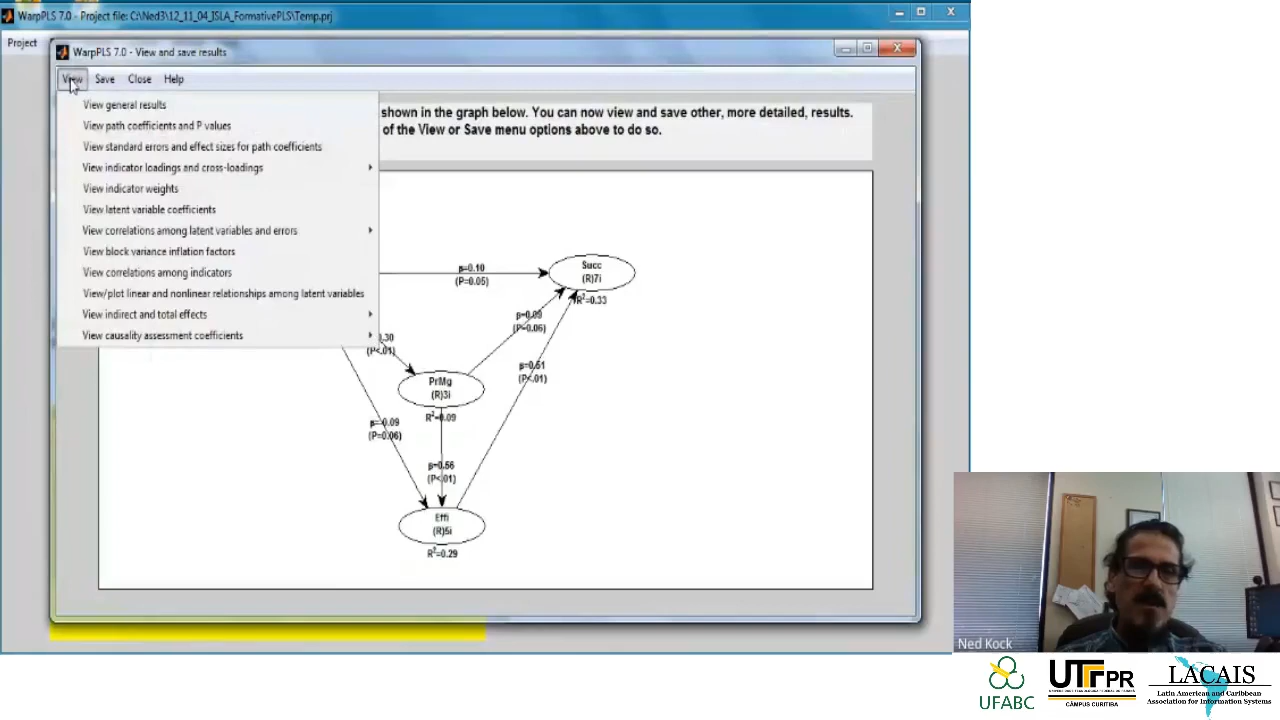 WarpPLS 7.0 - Project file: C:\Ned3\12_11_04_ISLA_FormativePLS\Temp.prj
Project
WarpPLS 7.0 - View and save results
View Save Close Help
View general results
View path coefficients and P values
View standard errors and effect sizes for path coefficients
View indicator loadings and cross-loadings
View indicator weights
View latent variable coefficients
View correlations among latent variables and errors
View block variance inflation factors
View correlations among indicators
View/plot linear and nonlinear relationships among latent variables
View indirect and total effects
View causality assessment coefficients
shown in the graph below. You can now view and save other, more detailed, results.
of the View or Save menu options above to do so.
β=0.10
(P=0.05)
Succ
(R)7i
R²=0.33
β=0.09
(P=0.06)
.30
(P<.01)
β=0.51
(P<.01)
PrMg
(R)3i
R²=0.09
β=0.09
(P=0.06)
β=0.56
(P<.01)
Effi
(R)5i
R²=0.29
Ned Kock
UFABC
UTFPR
CÂMPUS CURITIBA
LACAIS
Latin American and Caribbean
Association for Information Systems